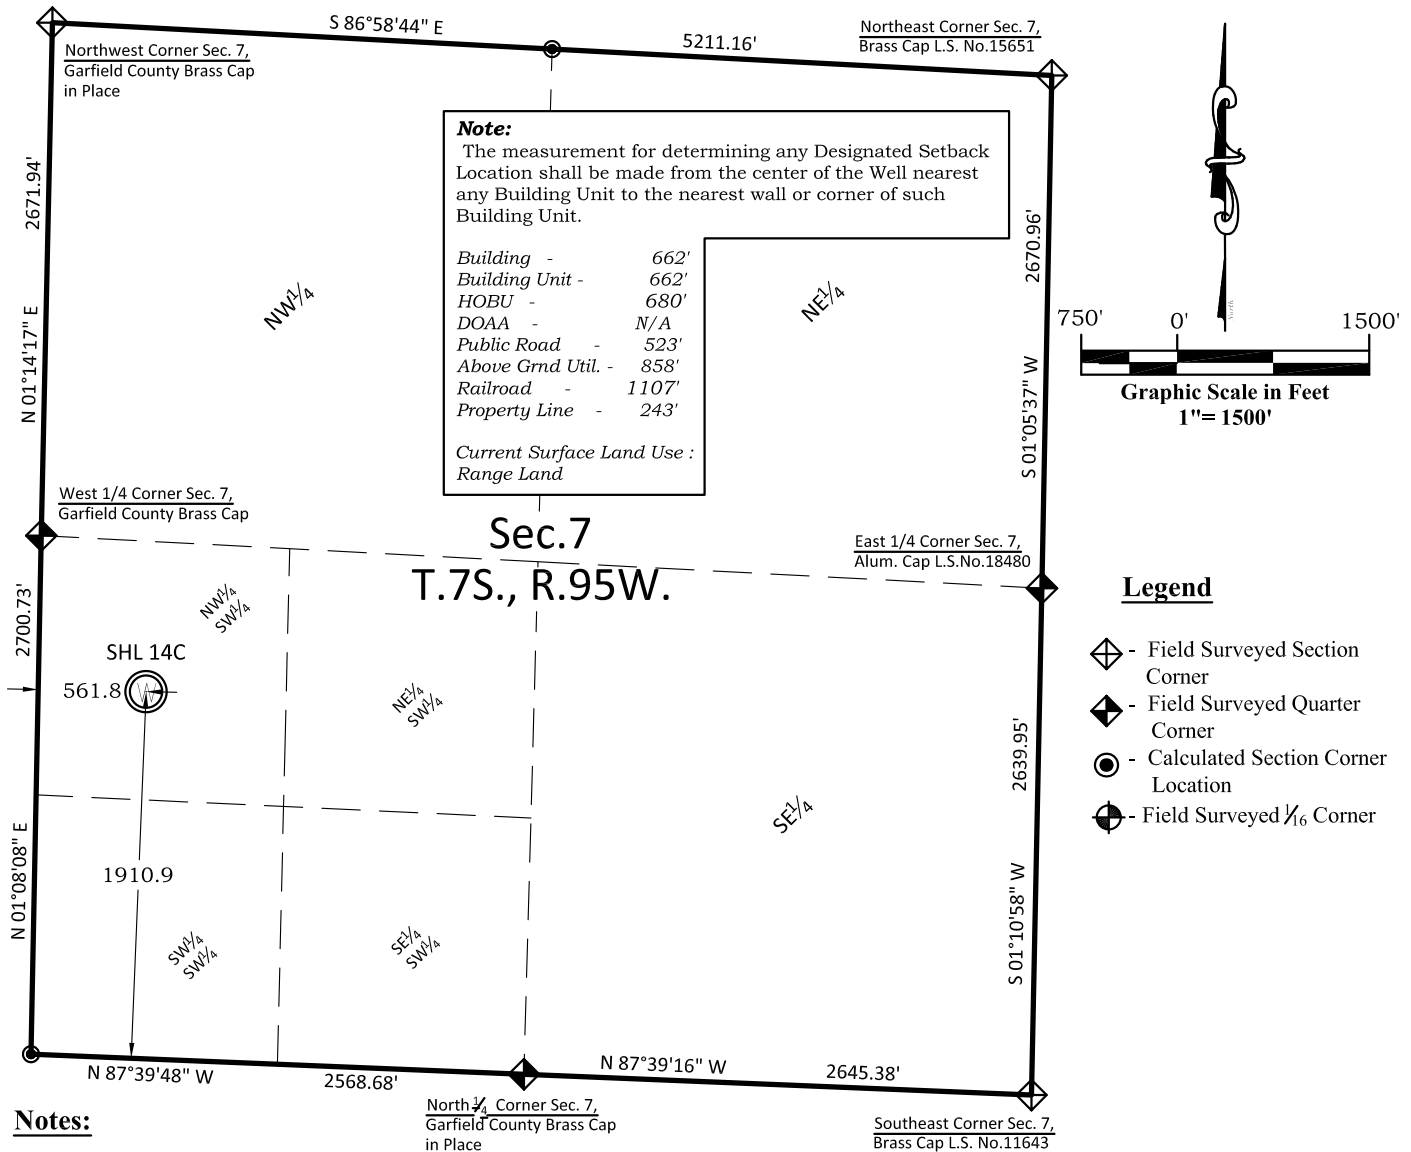 S 86°58'44" E
5211.16'
Northeast Corner Sec. 7,
Brass Cap L.S. No.15651
Northwest Corner Sec. 7,
Garfield County Brass Cap
in Place
2671.94'
N 01°14'17" E
Note:
The measurement for determining any Designated Setback
Location shall be made from the center of the Well nearest
any Building Unit to the nearest wall or corner of such
Building Unit.
Building - 662'
Building Unit - 662'
HOBU - 680'
DOAA - N/A
Public Road - 523'
Above Grnd Util. - 858'
Railroad - 1107'
Property Line - 243'
Current Surface Land Use :
Range Land
NW1/4
NE1/4
2670.96'
S 01°05'37" W
North
750' 0' 1500'
Graphic Scale in Feet
1"= 1500'
West 1/4 Corner Sec. 7,
Garfield County Brass Cap
Sec.7
T.7S., R.95W.
East 1/4 Corner Sec. 7,
Alum. Cap L.S.No.18480
Legend
- Field Surveyed Section
Corner
- Field Surveyed Quarter
Corner
- Calculated Section Corner
Location
- Field Surveyed 1/16 Corner
2700.73'
NW1/4
SW1/4
SHL 14C
561.8
W
NE1/4
SW1/4
2639.95'
SE1/4
1910.9
N 01°08'08" E
SW1/4
SW1/4
SE1/4
SW1/4
S 01°10'58" W
N 87°39'48" W
2568.68'
N 87°39'16" W
2645.38'
North 1/4 Corner Sec. 7,
Garfield County Brass Cap
in Place
Southeast Corner Sec. 7,
Brass Cap L.S. No.11643
Notes: